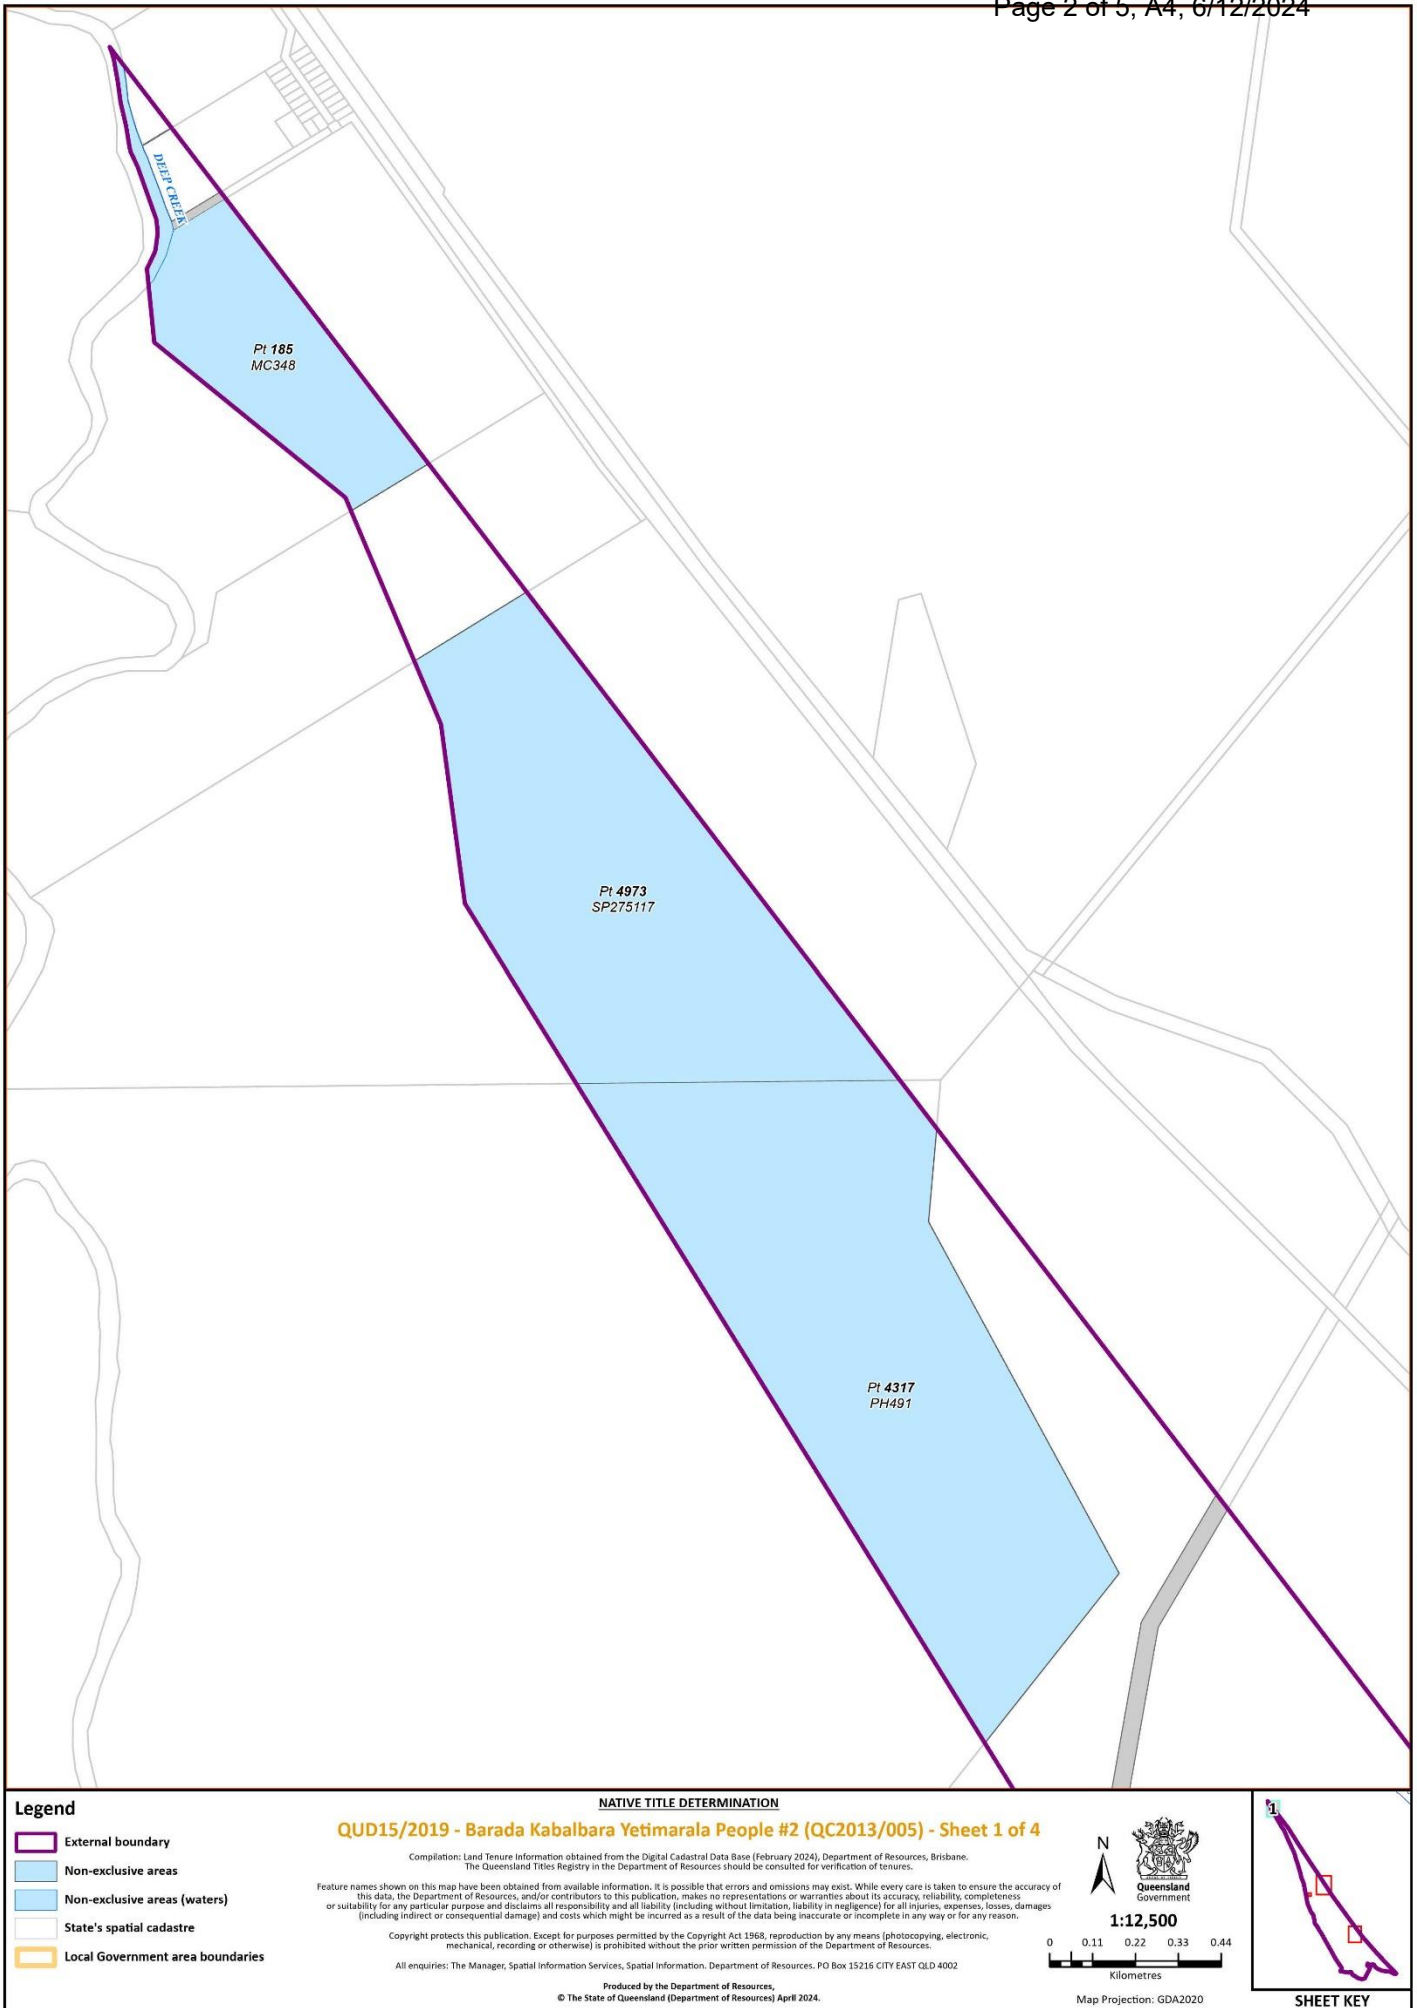 Page 2 of 5, A4, 6/12/2024
DEEP CREEK
Pt 185
MC348
Pt 4973
SP275117
Pt 4317
PH491
Legend
External boundary
Non-exclusive areas
Non-exclusive areas (waters)
State's spatial cadastre
Local Government area boundaries
NATIVE TITLE DETERMINATION
QUD15/2019 - Barada Kabalbara Yetimarala People #2 (QC2013/005) - Sheet 1 of 4
Compilation: Land Tenure Information obtained from the Digital Cadastral Data Base (February 2024), Department of Resources, Brisbane.
The Queensland Titles Registry in the Department of Resources should be consulted for verification of tenures.
Feature names shown on this map have been obtained from available information. It is possible that errors and omissions may exist. While every care is taken to ensure the accuracy of
this data, the Department of Resources, and/or contributors to this publication, makes no representations or warranties about its accuracy, reliability, completeness
or suitability for any particular purpose and disclaims all responsibility and all liability (including without limitation, liability in negligence) for all injuries, expenses, losses, damages
(including indirect or consequential damage) and costs which might be incurred as a result of the data being inaccurate or incomplete in any way or for any reason.
Copyright protects this publication. Except for purposes permitted by the Copyright Act 1968, reproduction by any means (photocopying, electronic,
mechanical, recording or otherwise) is prohibited without the prior written permission of the Department of Resources.
All enquiries: The Manager, Spatial Information Services, Spatial Information. Department of Resources. PO Box 15216 CITY EAST QLD 4002
Produced by the Department of Resources,
© The State of Queensland (Department of Resources) April 2024.
N
Queensland
Government
1:12,500
0 0.11 0.22 0.33 0.44
Kilometres
Map Projection: GDA2020
1
SHEET KEY